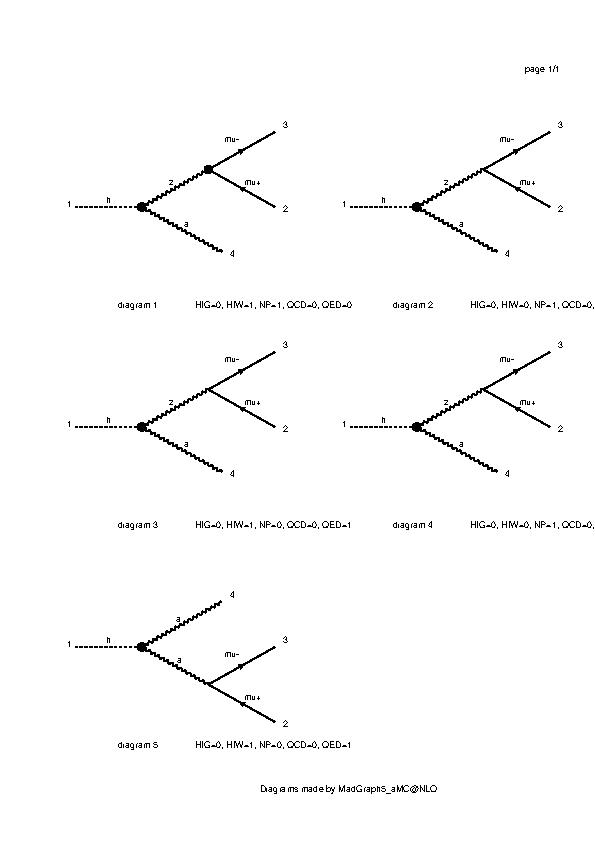 page 1/1
3
mu-
z
mu+
h
1
2
a
4
diagram 1 HIG=0, HIW=1, NP=1, QCD=0, QED=0
3
mu-
z
mu+
h
1
2
a
4
diagram 2 HIG=0, HIW=0, NP=1, QCD=0,
3
mu-
z
mu+
h
1
2
a
4
diagram 3 HIG=0, HIW=1, NP=0, QCD=0, QED=1
3
mu-
z
mu+
h
1
2
a
4
diagram 4 HIG=0, HIW=0, NP=1, QCD=0,
4
a
3
h
1
mu-
a
mu+
2
diagram 5 HIG=0, HIW=1, NP=0, QCD=0, QED=1
Diagrams made by MadGraph5_aMC@NLO